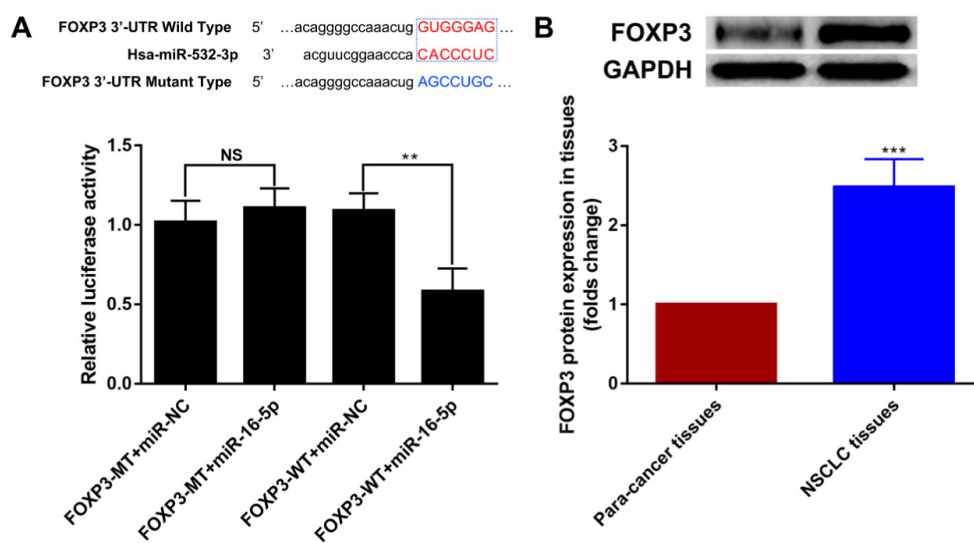 A
FOXP3 3'-UTR Wild Type 5' ...acaggggccaaacug GUGGGAG ...
Hsa-miR-532-3p 3' acguucggaaccca CACCCUC
FOXP3 3'-UTR Mutant Type 5' ...acaggggccaaacug AGCCUGC ...
Relative luciferase activity
1.5
1.0
0.5
0.0
NS
**
FOXP3-MT+miR-NC
FOXP3-MT+miR-16-5p
FOXP3-WT+miR-NC
FOXP3-WT+miR-16-5p
B
FOXP3
GAPDH
FOXP3 protein expression in tissues
(folds change)
3
2
1
0
***
Para-cancer tissues
NSCLC tissues